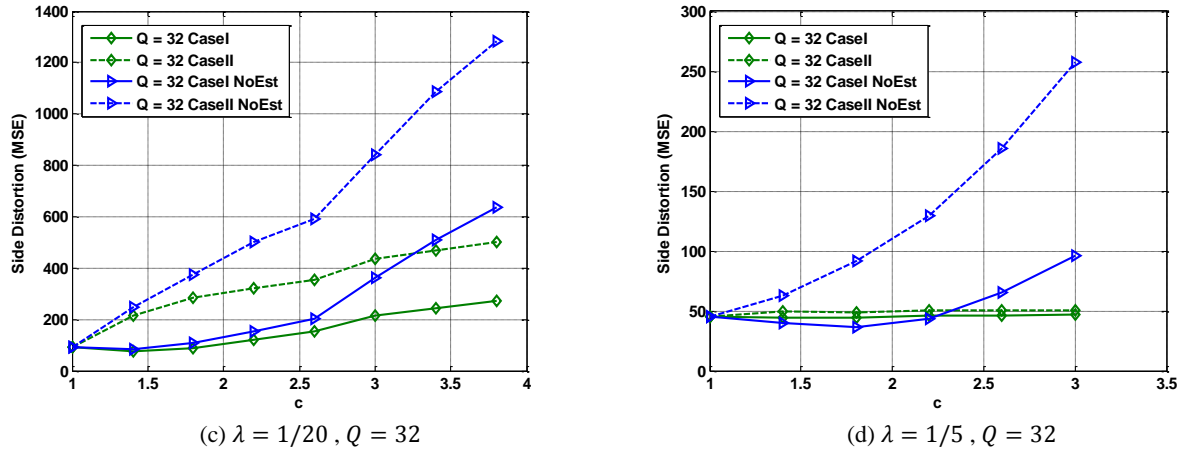 1400
1200
1000
800
600
400
200
0
1
1.5
2
2.5
3
3.5
4
Side Distortion (MSE)
c
Q = 32 CaseI
Q = 32 CaseII
Q = 32 CaseI NoEst
Q = 32 CaseII NoEst
(c) λ = 1/20 , Q = 32
300
250
200
150
100
50
0
1
1.5
2
2.5
3
3.5
Side Distortion (MSE)
c
Q = 32 CaseI
Q = 32 CaseII
Q = 32 CaseI NoEst
Q = 32 CaseII NoEst
(d) λ = 1/5 , Q = 32